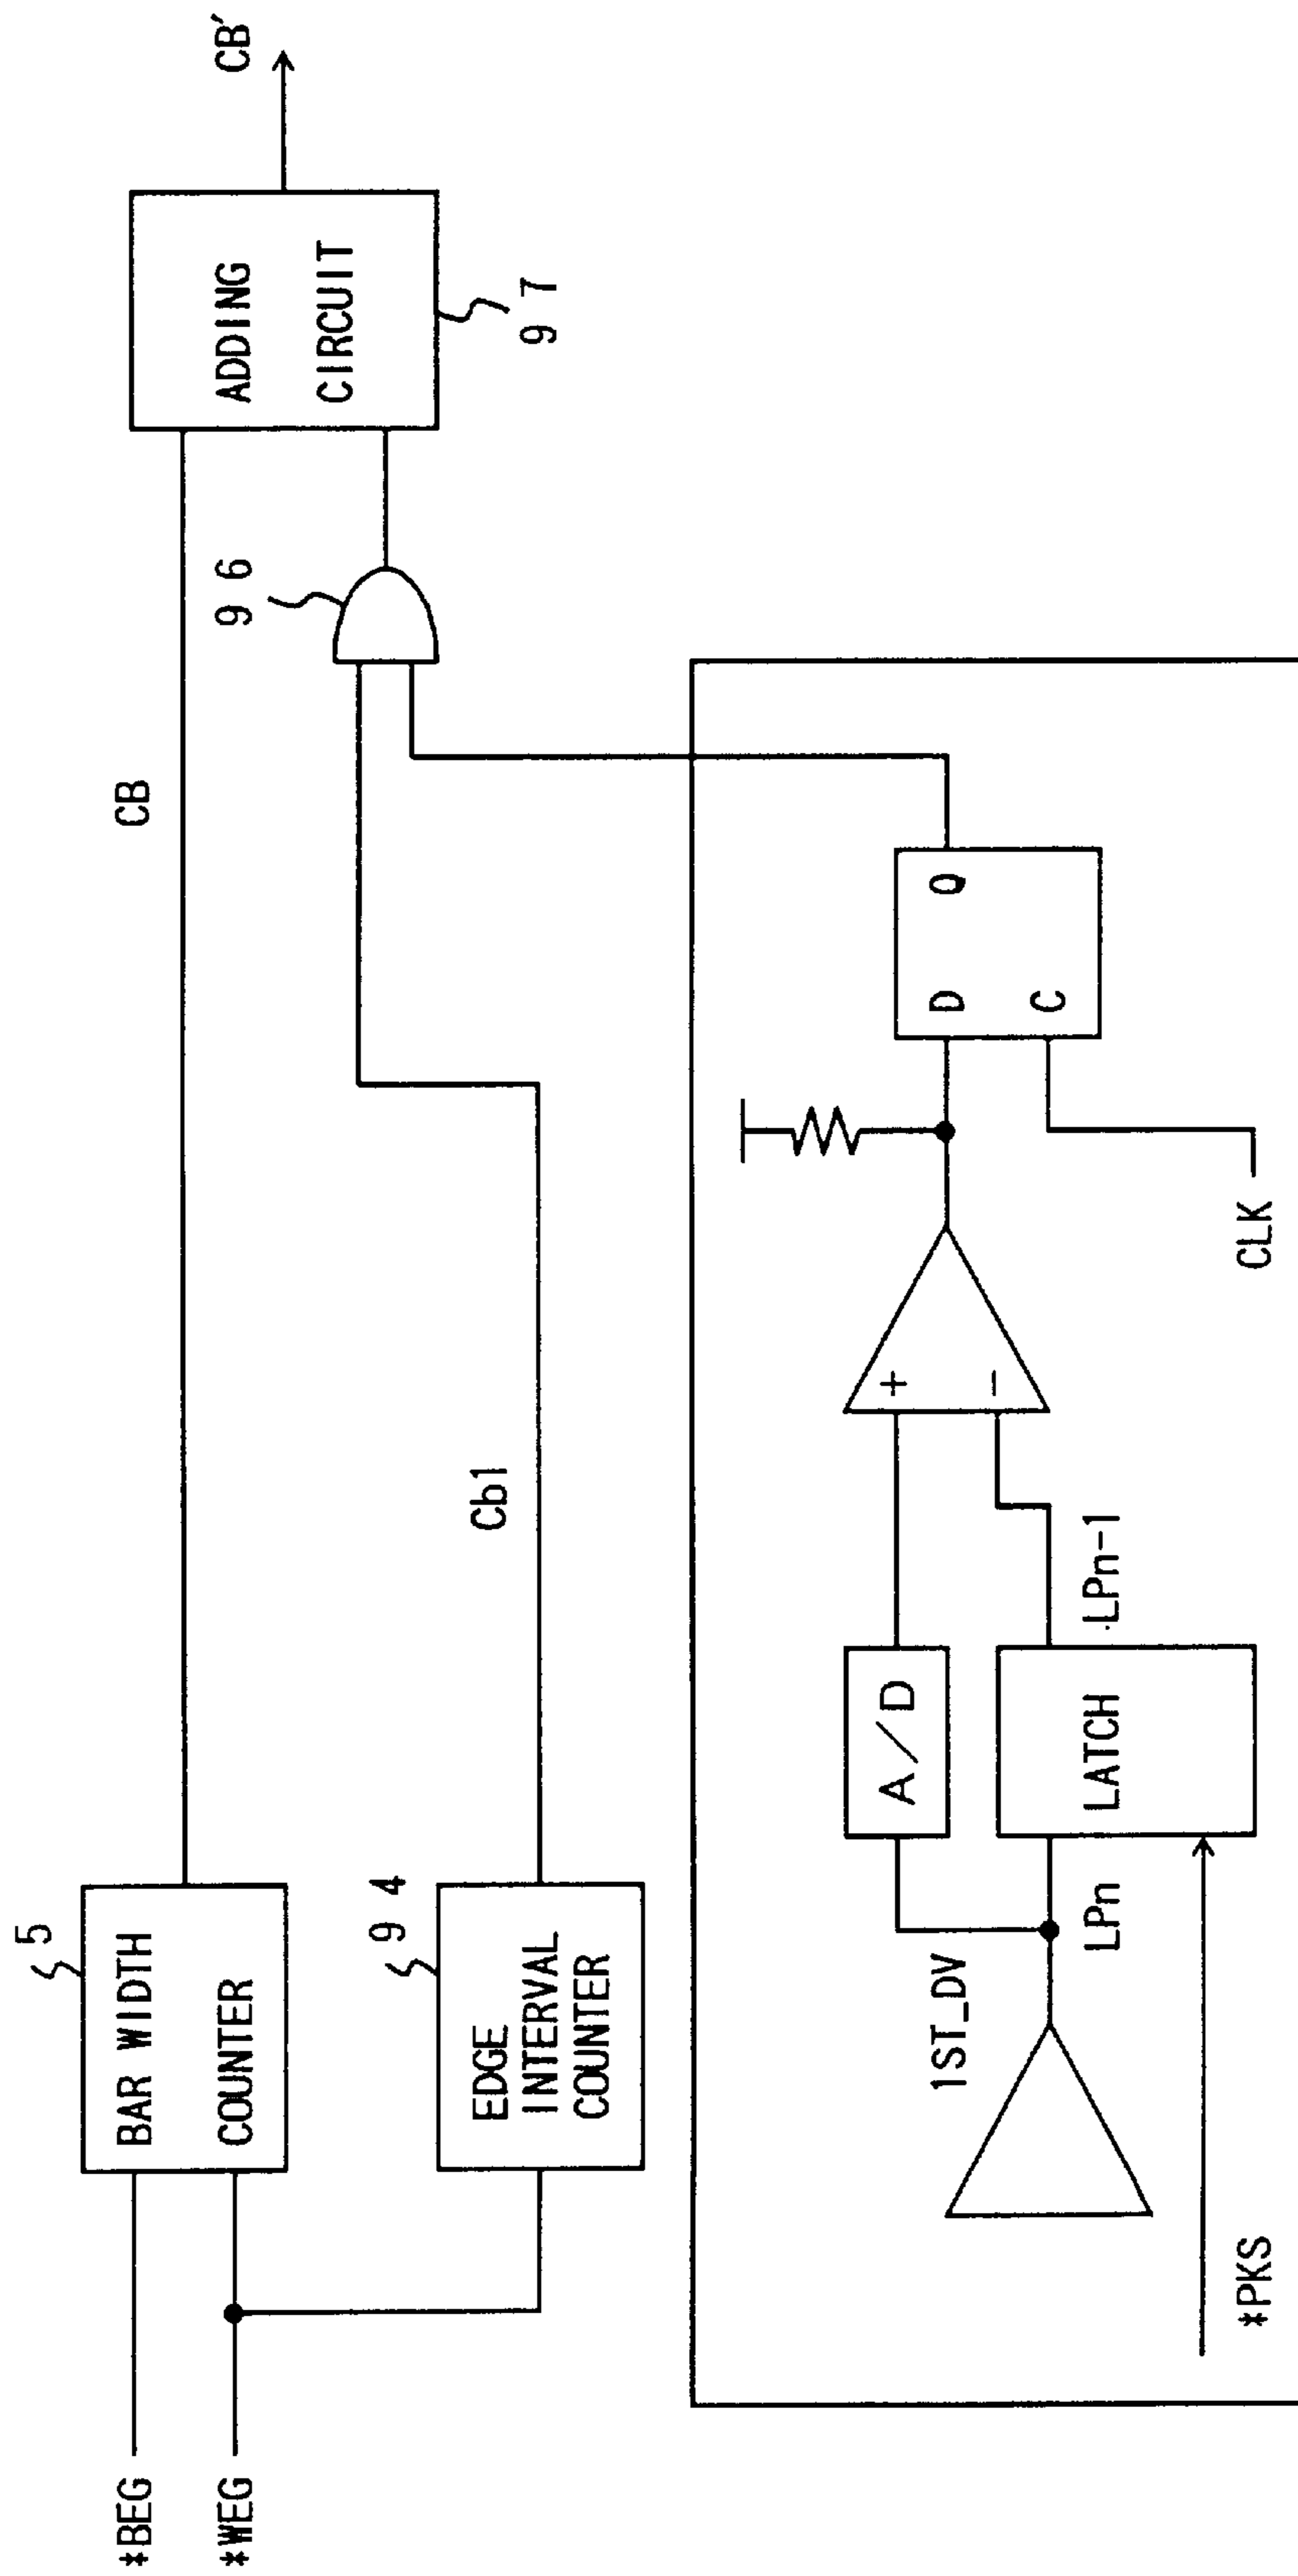 *BEG
*WEG
5
BAR WIDTH
COUNTER
CB
9 4
EDGE
INTERVAL
COUNTER
Cb1
9 6
ADDING
CIRCUIT
9 7
CB'
1ST_DV
LPn
*PKS
A/D
LATCH
LPn-1
+
−
D
Q
C
CLK